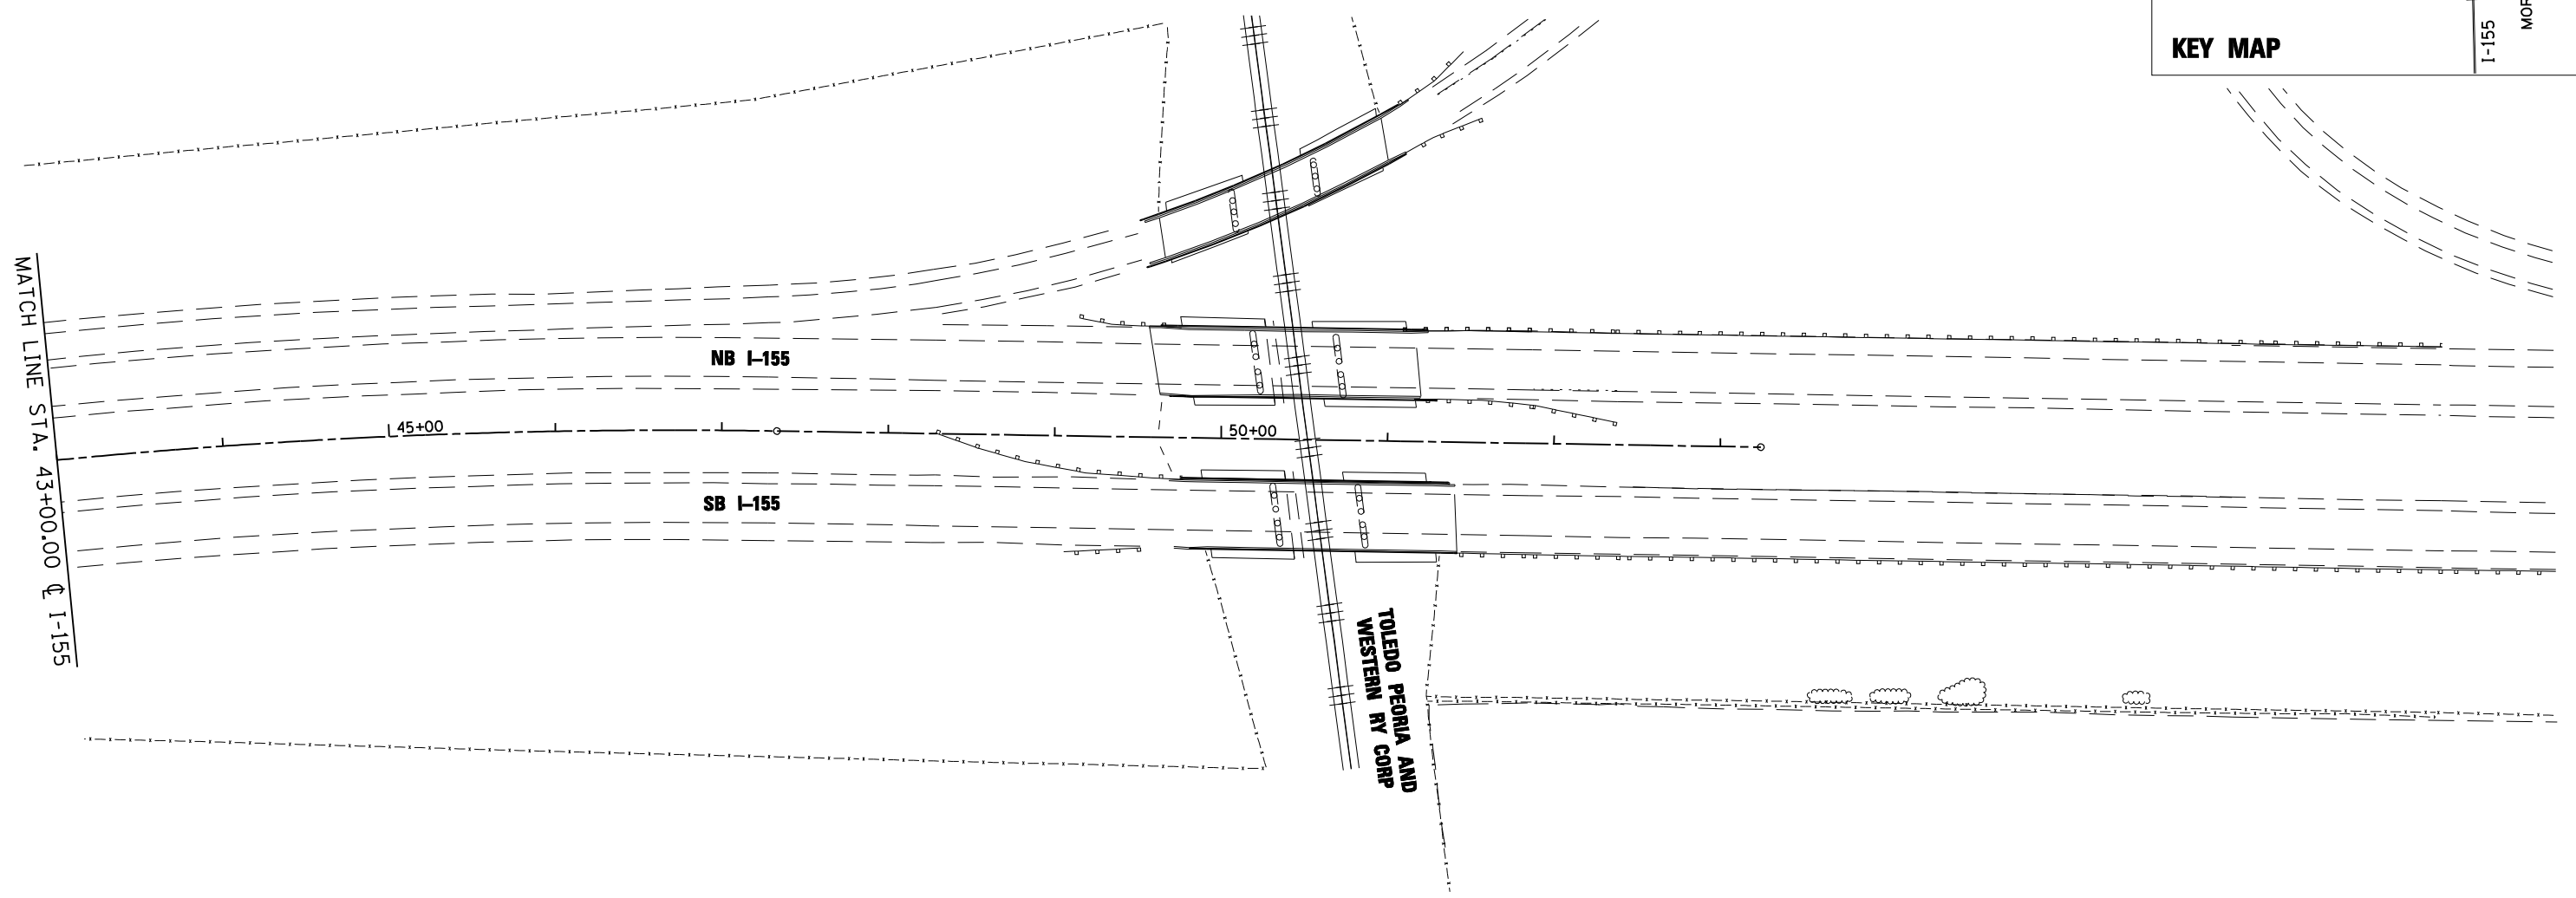 KEY MAP
I-155
MATCH LINE STA. 43+00.00 ℄ I-155
NB I-155
45+00
50+00
SB I-155
TOLEDO PEORIA AND
WESTERN RY CORP